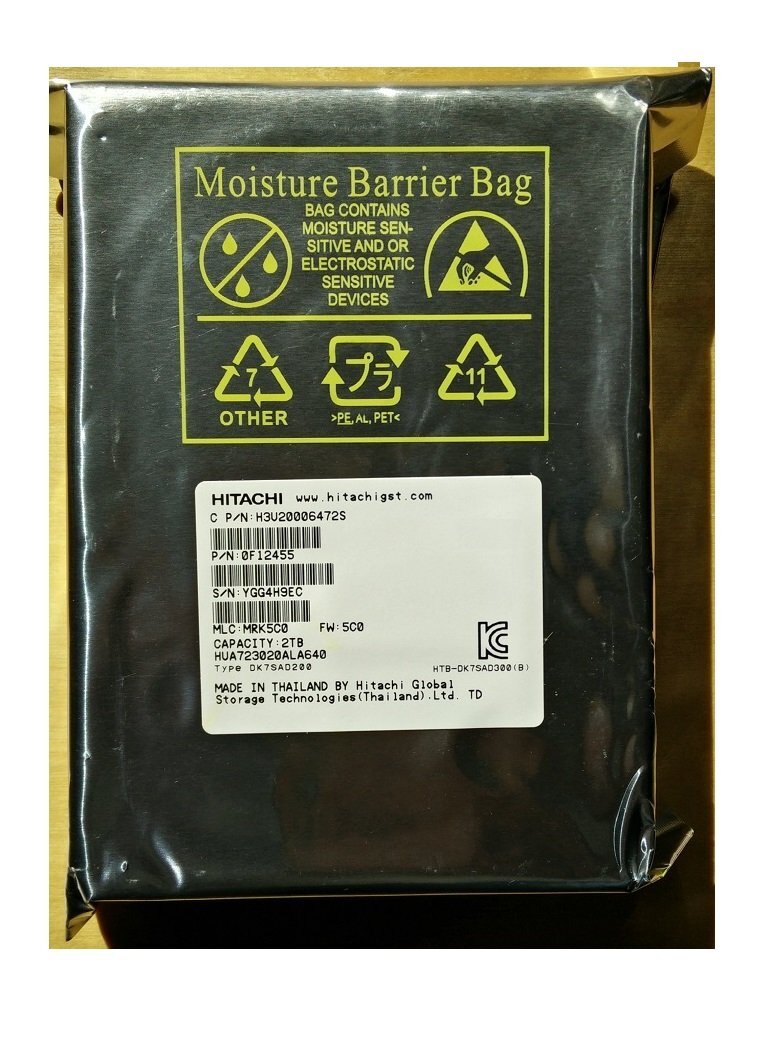 Moisture Barrier Bag
BAG CONTAINS
MOISTURE SEN-
SITIVE AND OR
ELECTROSTATIC
SENSITIVE
DEVICES
7
プラ
11
OTHER
>PE, AL, PET<
HITACHI www.hitachigst.com
C P/N:H3U20006472S
P/N:0F12455
S/N:YGG4H9EC
MLC:MRK5C0 FW:5C0
CAPACITY:2TB
HUA723020ALA640
Type DK7SAD200
HTB-DK7SAD300(B)
MADE IN THAILAND BY Hitachi Global
Storage Technologies(Thailand).Ltd. TD